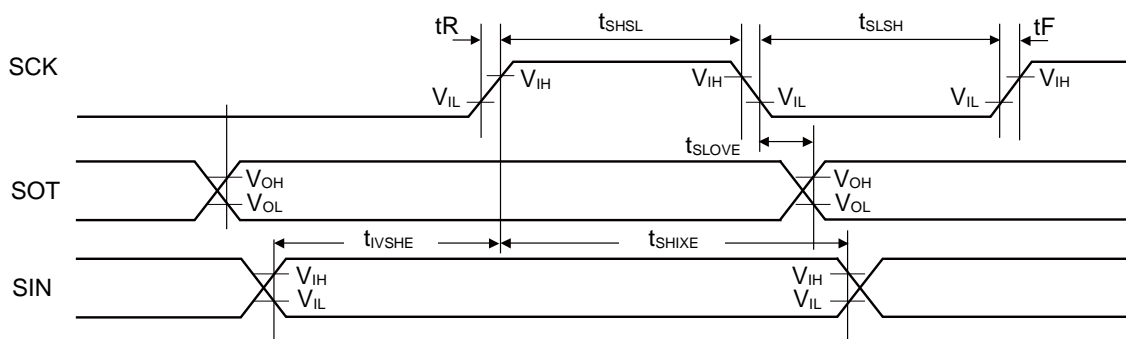 tR tSHSL tSLSH tF
SCK VIH VIH VIH
VIL VIL VIL
tSLOVE
SOT VOH VOH
VOL VOL
tIVSHE tSHIXE
SIN VIH VIH
VIL VIL